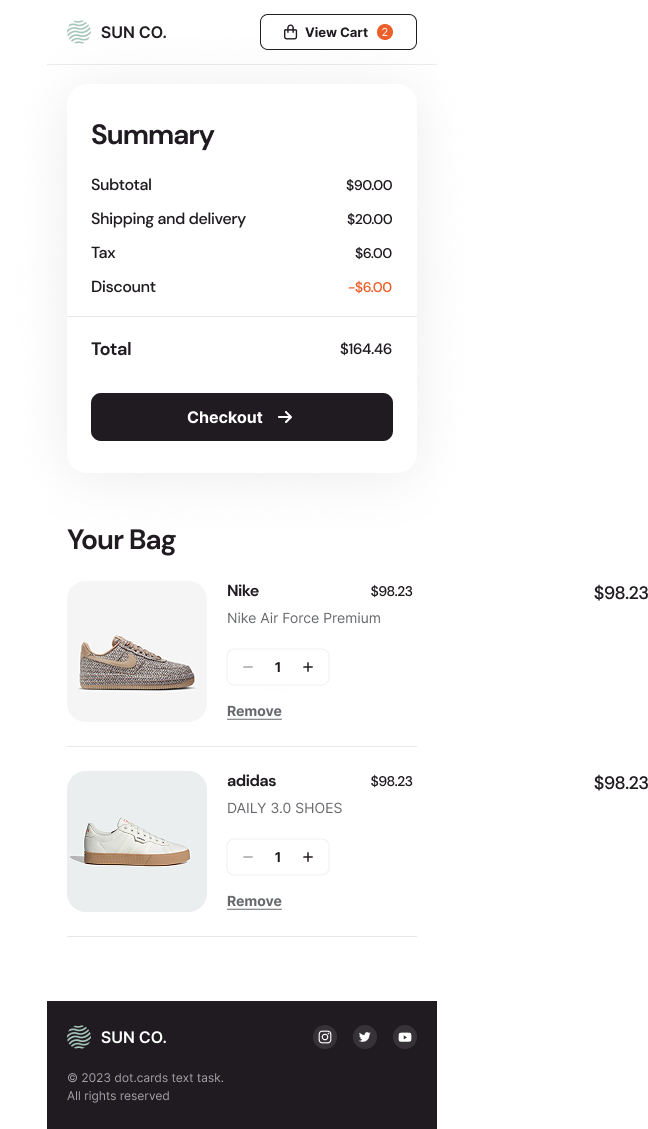 SUN CO.
View Cart 2
Summary
Subtotal $90.00
Shipping and delivery $20.00
Tax $6.00
Discount -$6.00
Total $164.46
Checkout
Your Bag
Nike $98.23 $98.23
Nike Air Force Premium
1
Remove
adidas $98.23 $98.23
DAILY 3.0 SHOES
1
Remove
SUN CO.
© 2023 dot.cards text task.
All rights reserved